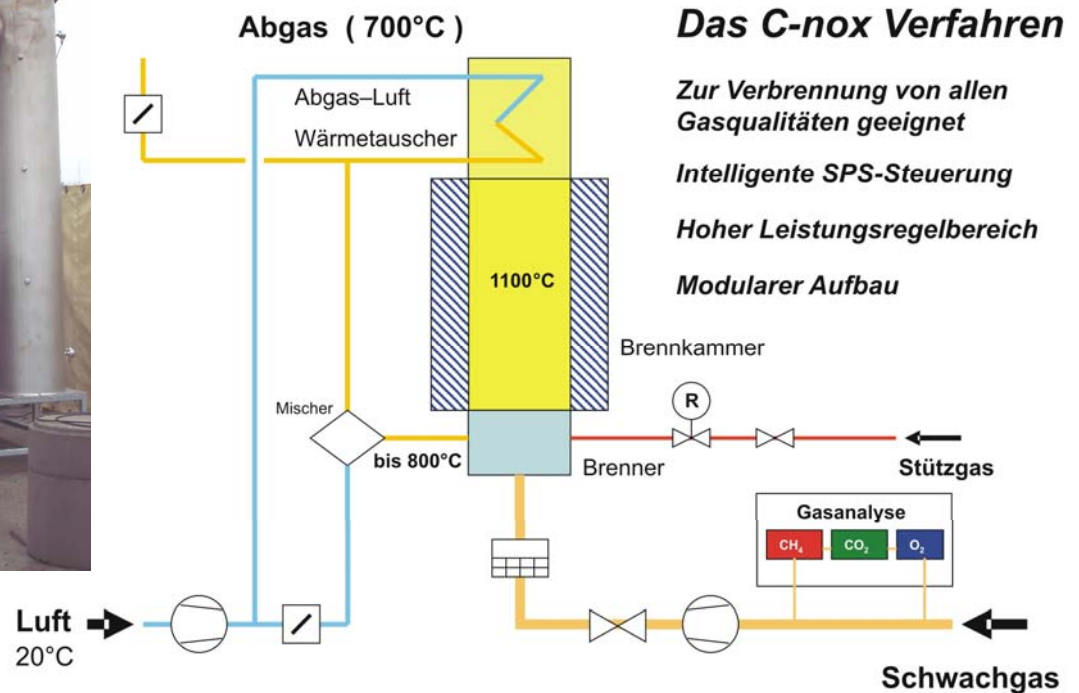 Abgas ( 700°C )
Das C-nox Verfahren
Zur Verbrennung von allen
Gasqualitäten geeignet
Intelligente SPS-Steuerung
Hoher Leistungsregelbereich
Modularer Aufbau
Abgas–Luft
Wärmetauscher
1100°C
Brennkammer
R
Mischer
bis 800°C
Brenner
Stützgas
Gasanalyse
CH₄
CO₂
O₂
Luft
20°C
Schwachgas